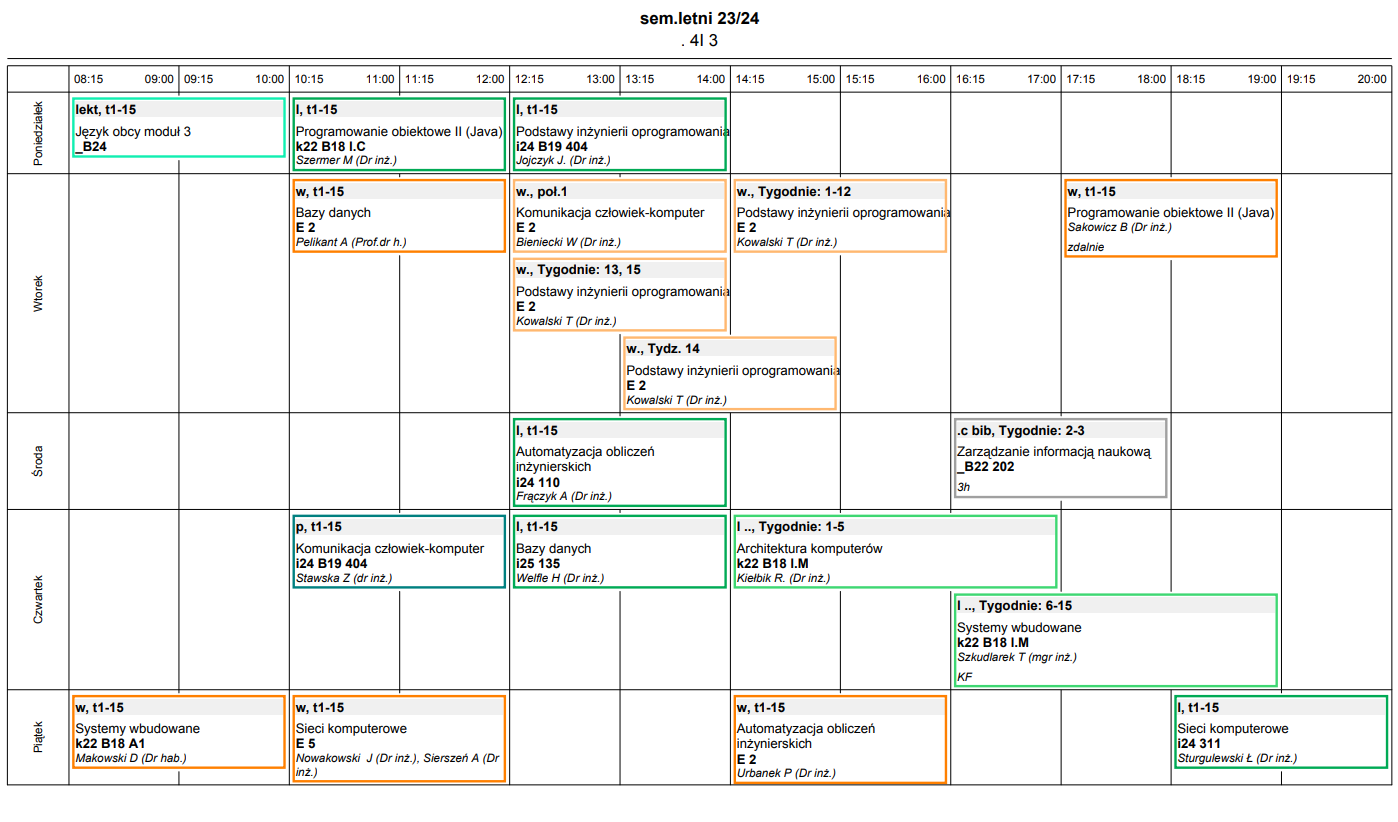 sem.letni 23/24
. 4I 3
08:15 09:00 09:15 10:00 10:15 11:00 11:15 12:00 12:15 13:00 13:15 14:00 14:15 15:00 15:15 16:00 16:15 17:00 17:15 18:00 18:15 19:00 19:15 20:00
Poniedziałek
lekt, t1-15
Język obcy moduł 3
_B24
l, t1-15
Programowanie obiektowe II (Java)
k22 B18 I.C
Szermer M (Dr inż.)
l, t1-15
Podstawy inżynierii oprogramowania
i24 B19 404
Jojczyk J. (Dr inż.)
Wtorek
w, t1-15
Bazy danych
E 2
Pelikant A (Prof.dr h.)
w., poł.1
Komunikacja człowiek-komputer
E 2
Bieniecki W (Dr inż.)
w., Tygodnie: 1-12
Podstawy inżynierii oprogramowania
E 2
Kowalski T (Dr inż.)
w, t1-15
Programowanie obiektowe II (Java)
Sakowicz B (Dr inż.)
zdalnie
w., Tygodnie: 13, 15
Podstawy inżynierii oprogramowania
E 2
Kowalski T (Dr inż.)
w., Tydz. 14
Podstawy inżynierii oprogramowania
E 2
Kowalski T (Dr inż.)
Środa
l, t1-15
Automatyzacja obliczeń
inżynierskich
i24 110
Frączyk A (Dr inż.)
.c bib, Tygodnie: 2-3
Zarządzanie informacją naukową
_B22 202
3h
Czwartek
p, t1-15
Komunikacja człowiek-komputer
i24 B19 404
Stawska Z (dr inż.)
l, t1-15
Bazy danych
i25 135
Welfle H (Dr inż.)
l .., Tygodnie: 1-5
Architektura komputerów
k22 B18 I.M
Kiełbik R. (Dr inż.)
l .., Tygodnie: 6-15
Systemy wbudowane
k22 B18 I.M
Szkudlarek T (mgr inż.)
KF
Piątek
w, t1-15
Systemy wbudowane
k22 B18 A1
Makowski D (Dr hab.)
w, t1-15
Sieci komputerowe
E 5
Nowakowski J (Dr inż.), Sierszeń A (Dr
inż.)
w, t1-15
Automatyzacja obliczeń
inżynierskich
E 2
Urbanek P (Dr inż.)
l, t1-15
Sieci komputerowe
i24 311
Sturgulewski Ł (Dr inż.)